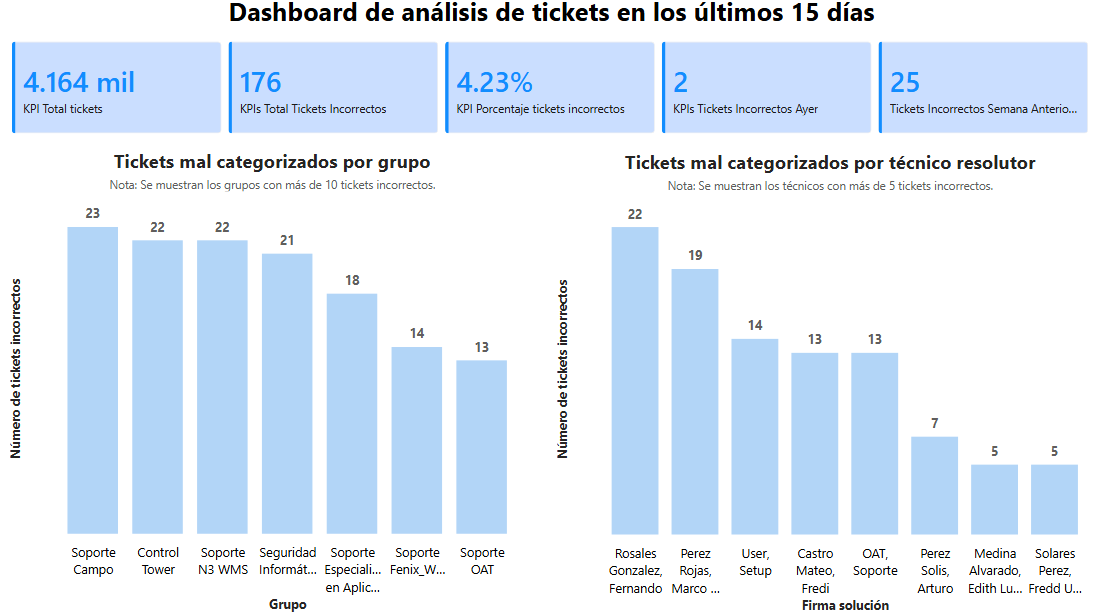 Dashboard de análisis de tickets en los últimos 15 días
4.164 mil
KPI Total tickets
176
KPIs Total Tickets Incorrectos
4.23%
KPI Porcentaje tickets incorrectos
2
KPIs Tickets Incorrectos Ayer
25
Tickets Incorrectos Semana Anterio...
Tickets mal categorizados por grupo
Nota: Se muestran los grupos con más de 10 tickets incorrectos.
Número de tickets incorrectos
23
22
22
21
18
14
13
Soporte
Campo
Control
Tower
Soporte
N3 WMS
Seguridad
Informát...
Soporte
Especiali...
en Aplic...
Soporte
Fenix_W...
Soporte
OAT
Grupo
Tickets mal categorizados por técnico resolutor
Nota: Se muestran los técnicos con más de 5 tickets incorrectos.
Número de tickets incorrectos
22
19
14
13
13
7
5
5
Rosales
Gonzalez,
Fernando
Perez
Rojas,
Marco ...
User,
Setup
Castro
Mateo,
Fredi
OAT,
Soporte
Perez
Solis,
Arturo
Medina
Alvarado,
Edith Lu...
Solares
Perez,
Fredd U...
Firma solución